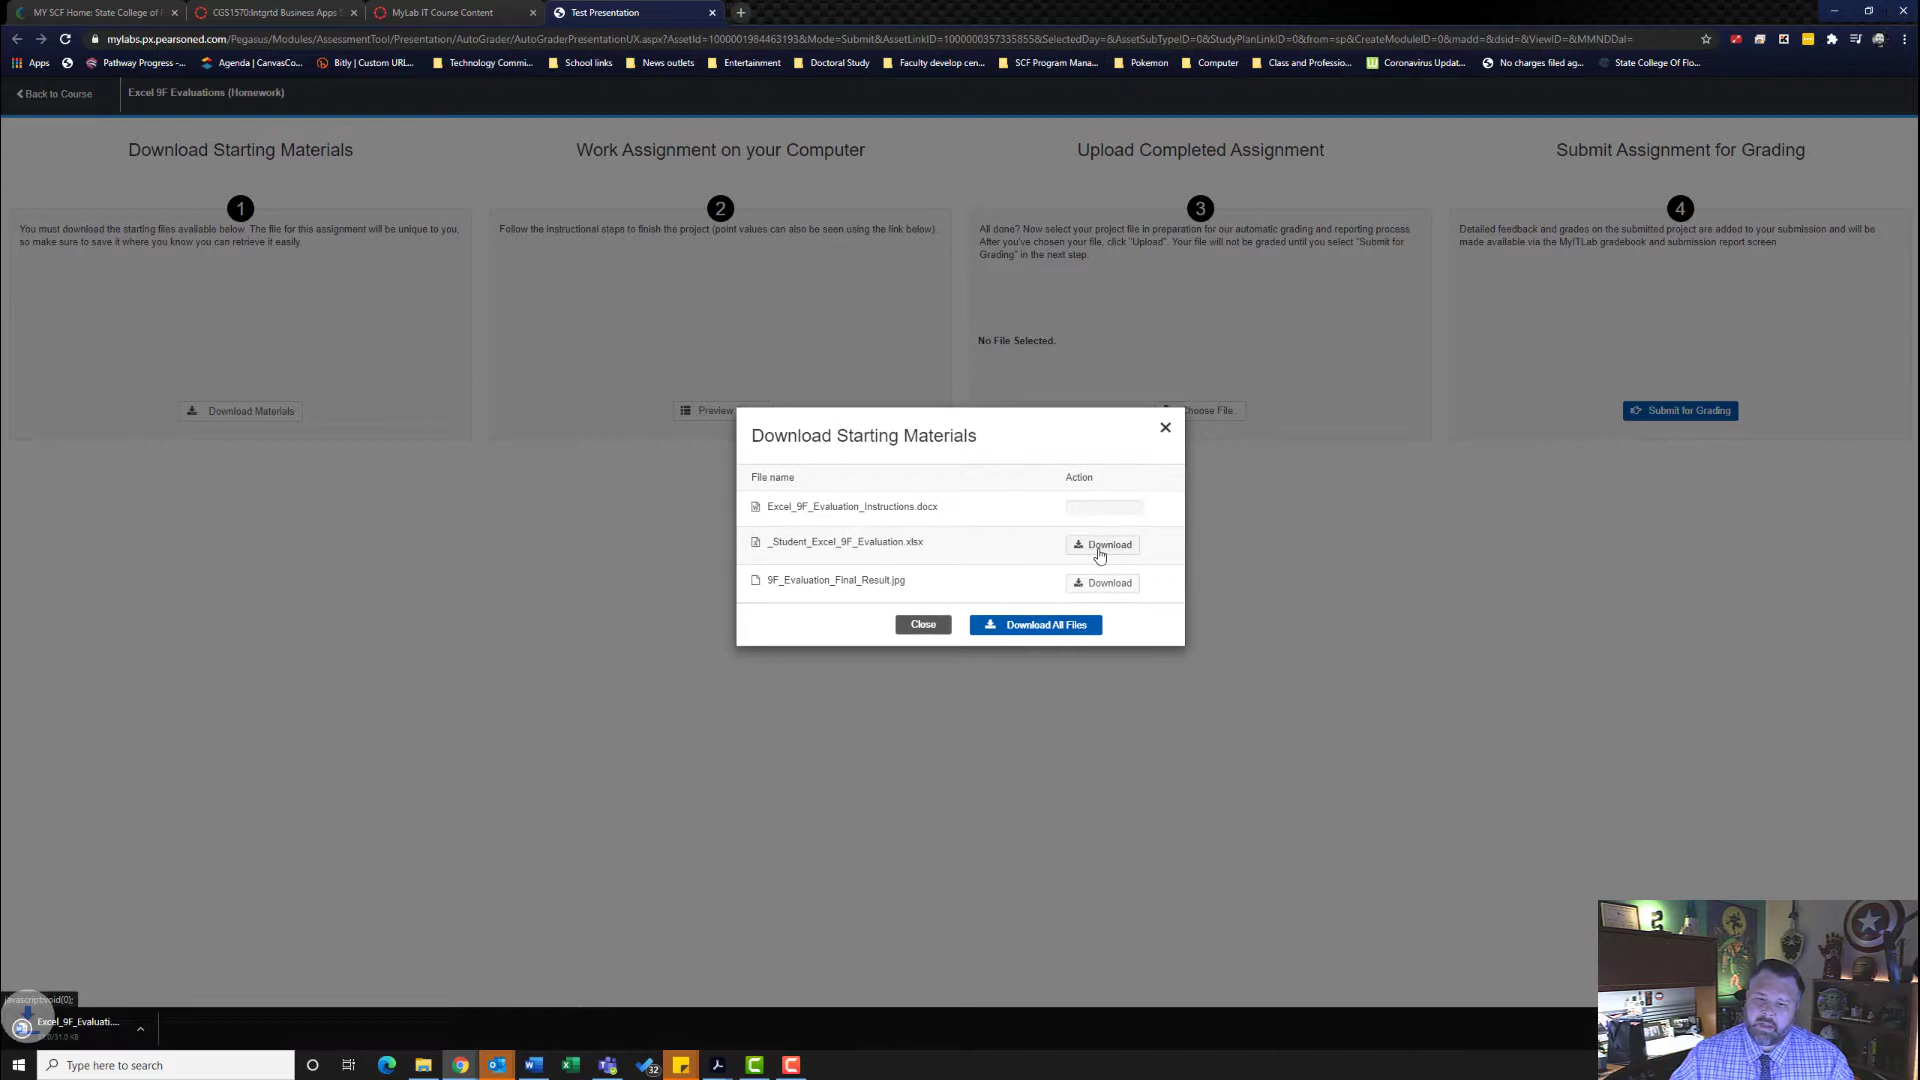 MY SCF Home: State College of
CGS1570:Intgrtd Business Apps S
MyLab IT Course Content
Test Presentation
mylabs.px.pearsoned.com/Pegasus/Modules/AssessmentTool/Presentation/AutoGrader/AutoGraderPresentationUX.aspx?AssetId=1000001984463193&Mode=Submit&AssetLinkID=1000000357335855&SelectedDay=&AssetSubTypeID=0&StudyPlanLinkID=0&from=sp&CreateModuleID=0&madd=&dsid=&ViewID=&MMNDDaI=
Apps
Pathway Progress -...
Agenda | CanvasCo...
Bitly | Custom URL...
Technology Commi...
School links
News outlets
Entertainment
Doctoral Study
Faculty develop cen...
SCF Program Mana...
Pokemon
Computer
Class and Professio...
Coronavirus Updat...
No charges filed ag...
State College Of Flo...
Back to Course
Excel 9F Evaluations (Homework)
Download Starting Materials
Work Assignment on your Computer
Upload Completed Assignment
Submit Assignment for Grading
1
2
3
4
You must download the starting files available below. The file for this assignment will be unique to you,
so make sure to save it where you know you can retrieve it easily.
Follow the instructional steps to finish the project (point values can also be seen using the link below).
All done? Now select your project file in preparation for our automatic grading and reporting process.
After you've chosen your file, click "Upload". Your file will not be graded until you select "Submit for
Grading" in the next step.
Detailed feedback and grades on the submitted project are added to your submission and will be
made available via the MyITLab gradebook and submission report screen
No File Selected.
Download Materials
Preview
hoose File..
Submit for Grading
Download Starting Materials
File name
Action
Excel_9F_Evaluation_Instructions.docx
_Student_Excel_9F_Evaluation.xlsx
Download
9F_Evaluation_Final_Result.jpg
Download
Close
Download All Files
javascript:void(0);
Excel_9F_Evaluati....
/31.0 KB
Type here to search
32